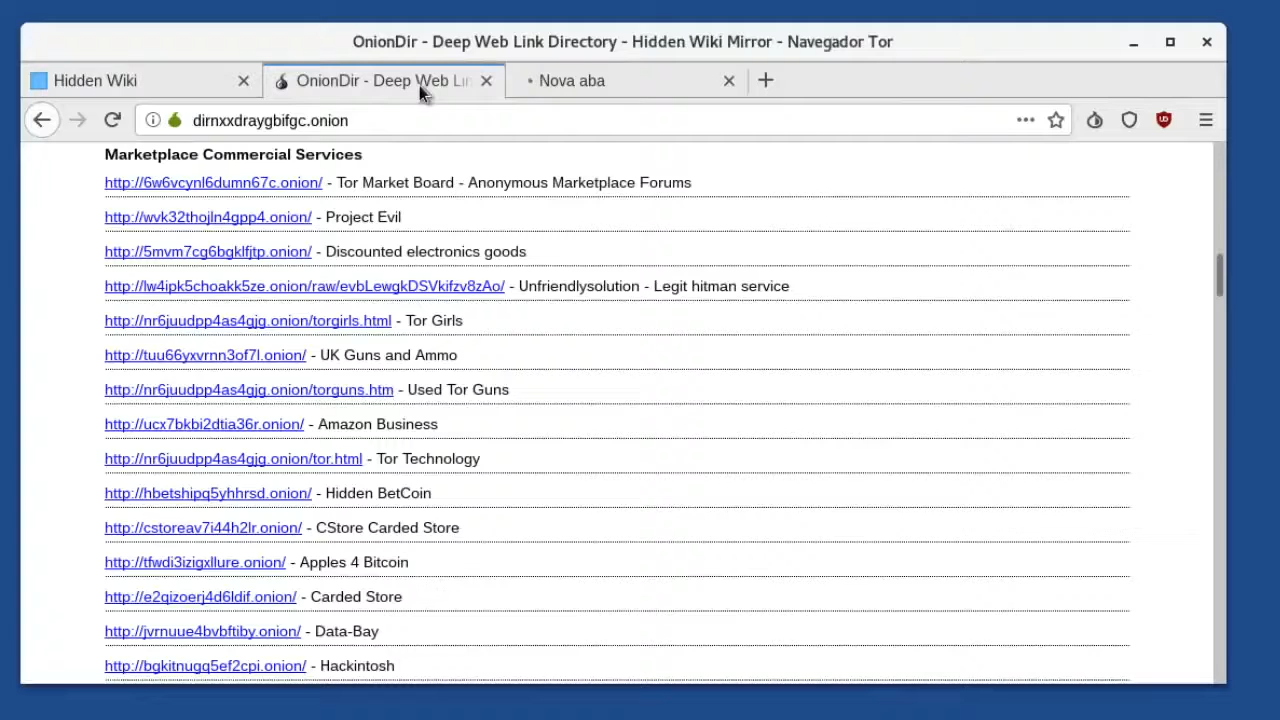 OnionDir - Deep Web Link Directory - Hidden Wiki Mirror - Navegador Tor
Hidden Wiki
OnionDir - Deep Web Lin
Nova aba
dirnxxdraygbifgc.onion
Marketplace Commercial Services
http://6w6vcynl6dumn67c.onion/ - Tor Market Board - Anonymous Marketplace Forums
http://wvk32thojln4gpp4.onion/ - Project Evil
http://5mvm7cg6bgklfjtp.onion/ - Discounted electronics goods
http://lw4ipk5choakk5ze.onion/raw/evbLewgkDSVkifzv8zAo/ - Unfriendlysolution - Legit hitman service
http://nr6juudpp4as4gjg.onion/torgirls.html - Tor Girls
http://tuu66yxvrnn3of7l.onion/ - UK Guns and Ammo
http://nr6juudpp4as4gjg.onion/torguns.htm - Used Tor Guns
http://ucx7bkbi2dtia36r.onion/ - Amazon Business
http://nr6juudpp4as4gjg.onion/tor.html - Tor Technology
http://hbetshipq5yhhrsd.onion/ - Hidden BetCoin
http://cstoreav7i44h2lr.onion/ - CStore Carded Store
http://tfwdi3izigxllure.onion/ - Apples 4 Bitcoin
http://e2qizoerj4d6ldif.onion/ - Carded Store
http://jvrnuue4bvbftiby.onion/ - Data-Bay
http://bgkitnugq5ef2cpi.onion/ - Hackintosh